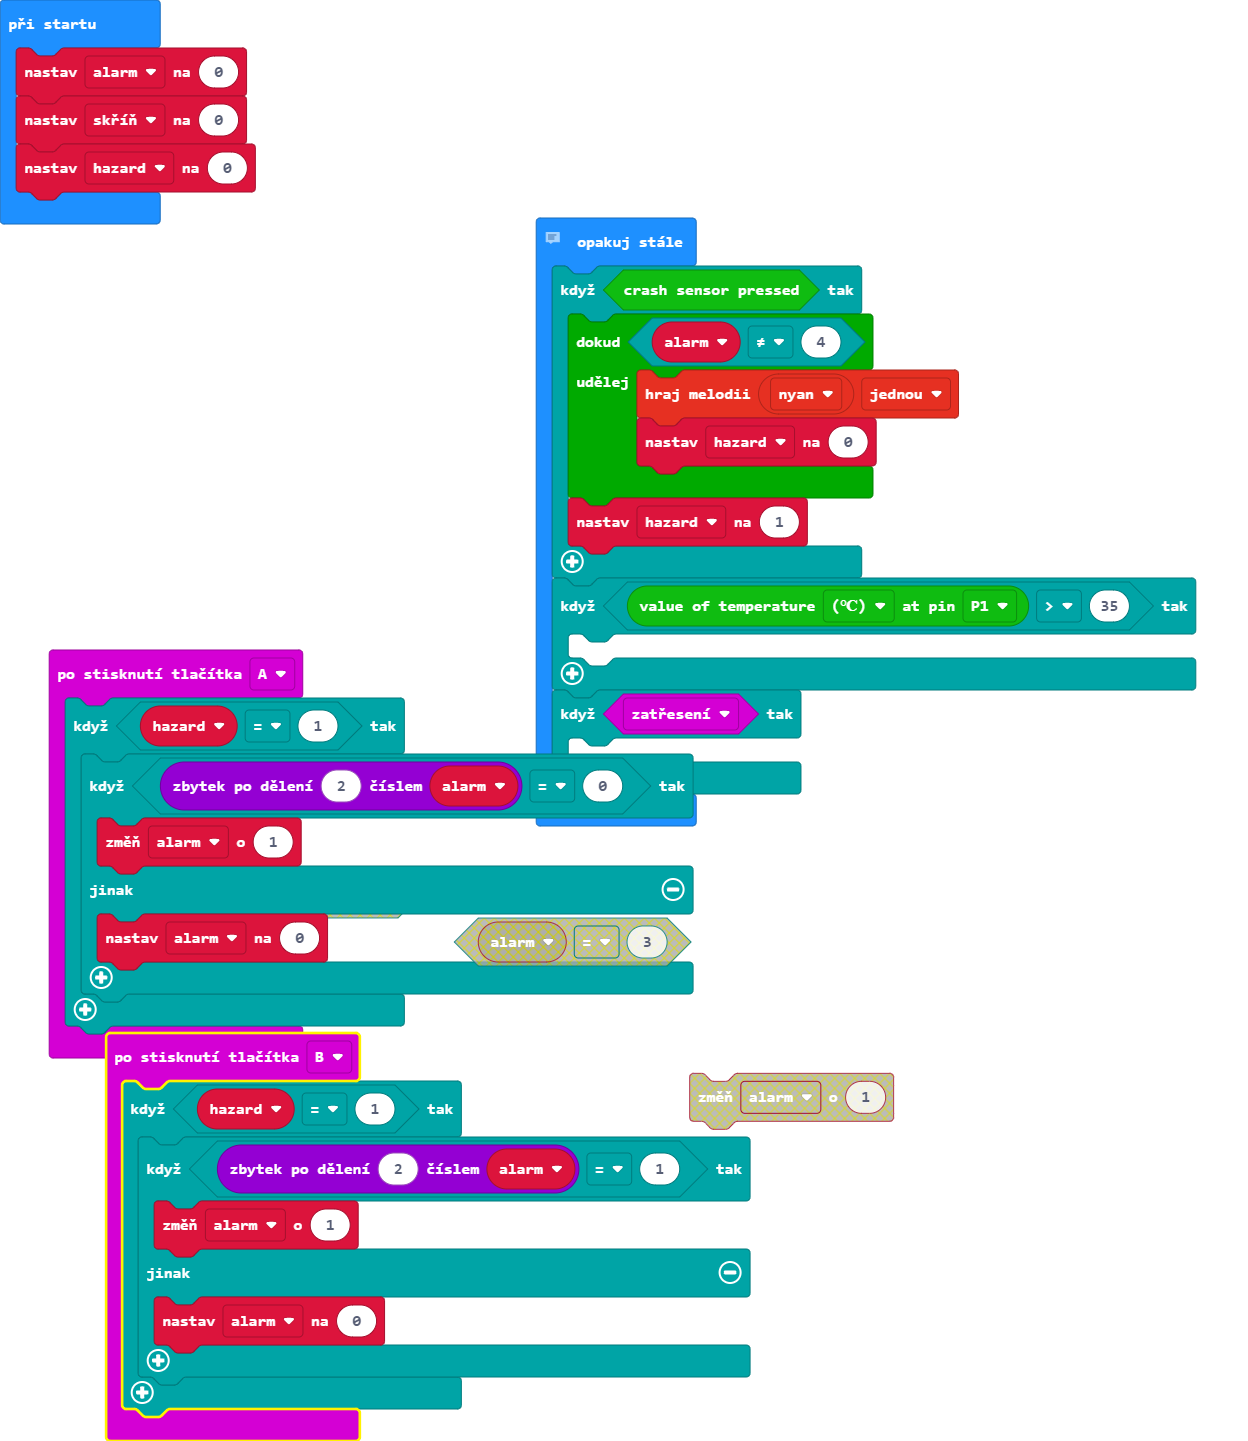 při startu
nastav alarm na 0
nastav skříň na 0
nastav hazard na 0
opakuj stále
když crash sensor pressed tak
dokud alarm ≠ 4
udělej
hraj melodii nyan jednou
nastav hazard na 0
nastav hazard na 1
když value of temperature (℃) at pin P1 > 35 tak
když zatřesení tak
po stisknutí tlačítka A
když hazard = 1 tak
když zbytek po dělení 2 číslem alarm = 0 tak
změň alarm o 1
jinak
nastav alarm na 0
alarm = 3
po stisknutí tlačítka B
změň alarm o 1
když hazard = 1 tak
když zbytek po dělení 2 číslem alarm = 1 tak
změň alarm o 1
jinak
nastav alarm na 0